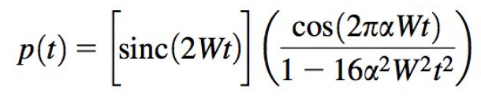 p(t) = [sinc(2Wt)] ( cos(2παWt) / (1 − 16α²W²t²) )